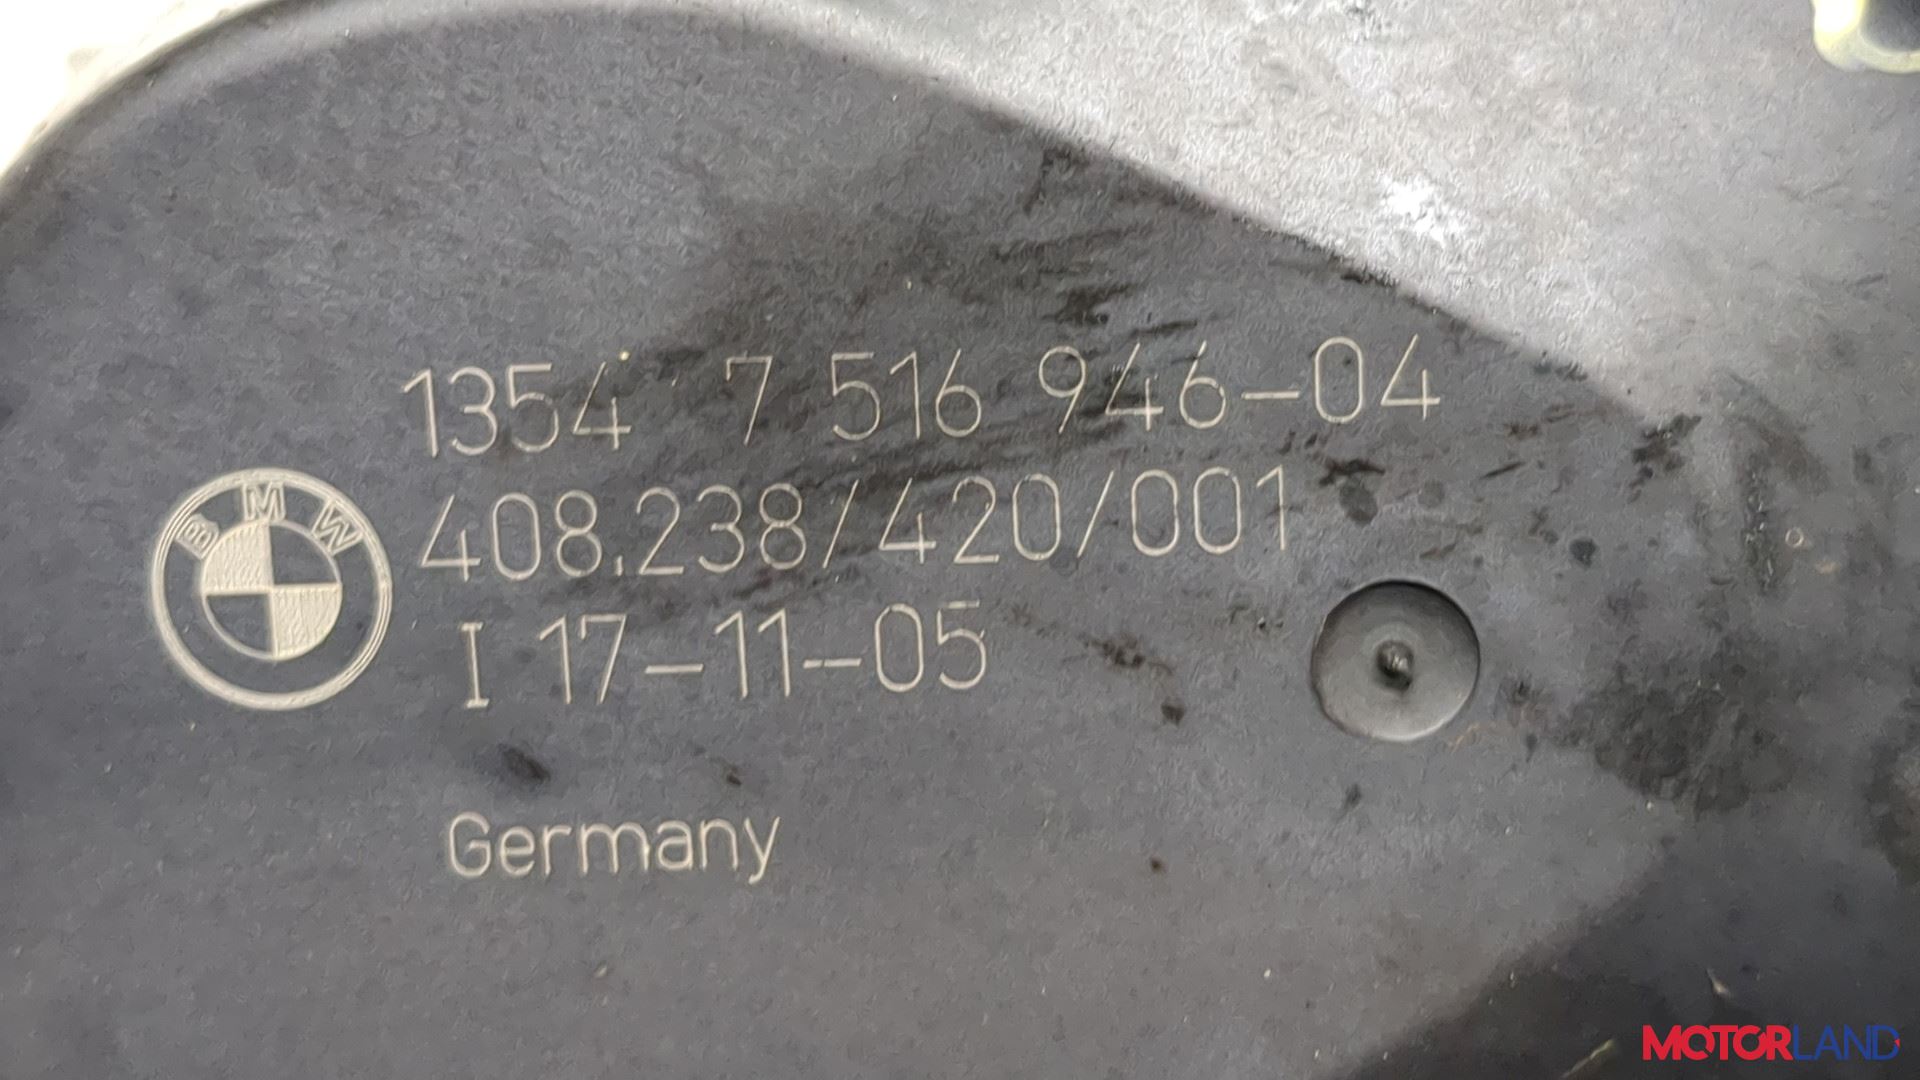 1354 7 516 946-04
BMW
408.238/420/001
I 17-11-05
Germany
MOTORLAND